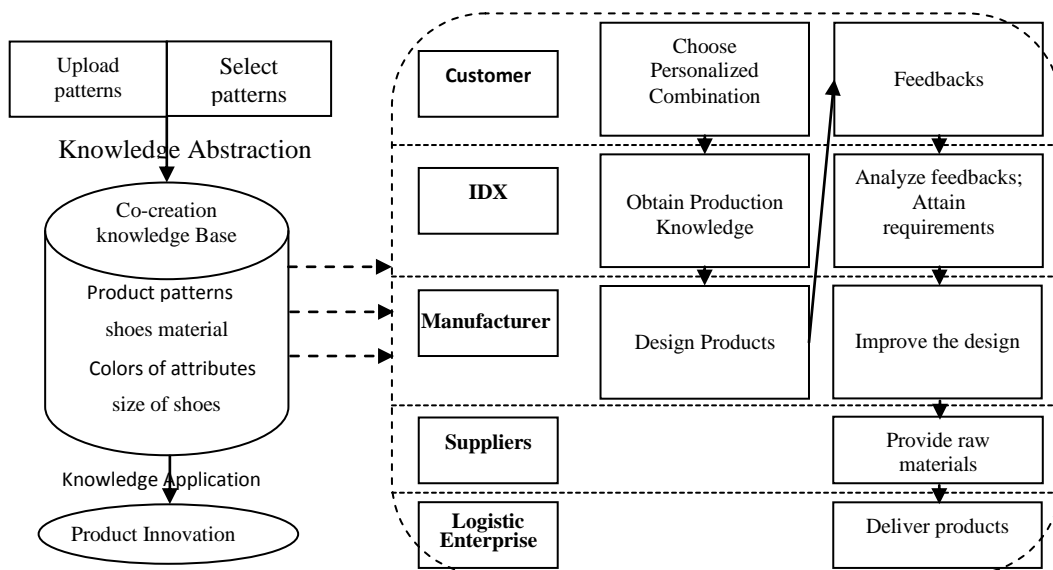 Upload
patterns
Select
patterns
Knowledge Abstraction
Co-creation
knowledge Base
Product patterns
shoes material
Colors of attributes
size of shoes
Knowledge Application
Product Innovation
Customer
Choose
Personalized
Combination
Feedbacks
IDX
Obtain Production
Knowledge
Analyze feedbacks;
Attain
requirements
Manufacturer
Design Products
Improve the design
Suppliers
Provide raw
materials
Logistic
Enterprise
Deliver products